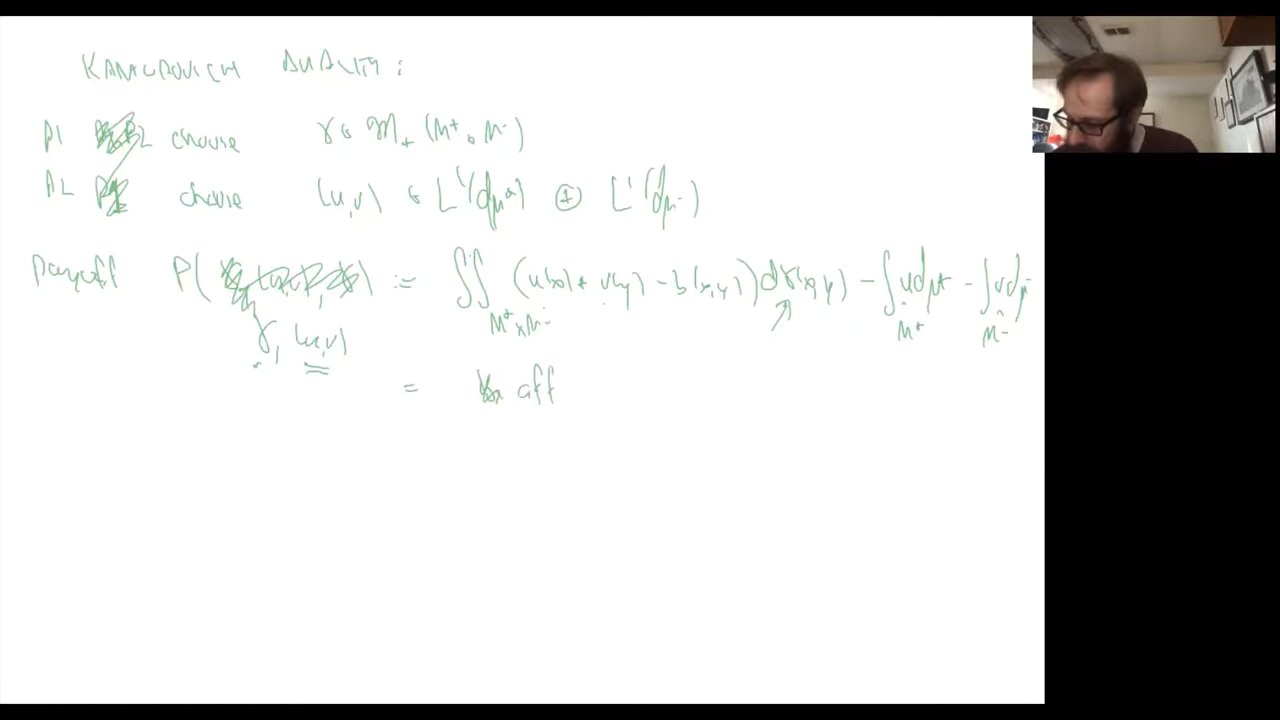 KANTOROVICH DUALITY :
P1 choose γ ∈ M₊ (M⁺ × M⁻)
P2 choose (u,v) ∈ L¹(dμ⁺) ⊕ L¹(dμ⁻)
Payoff P( ) := ∬ (u(x) + v(y) - b(x,y)) dγ(x,y) - ∫ u dμ⁺ - ∫ v dμ⁻
M⁺×M⁻ M⁺ M⁻
γ, (u,v)
= aff